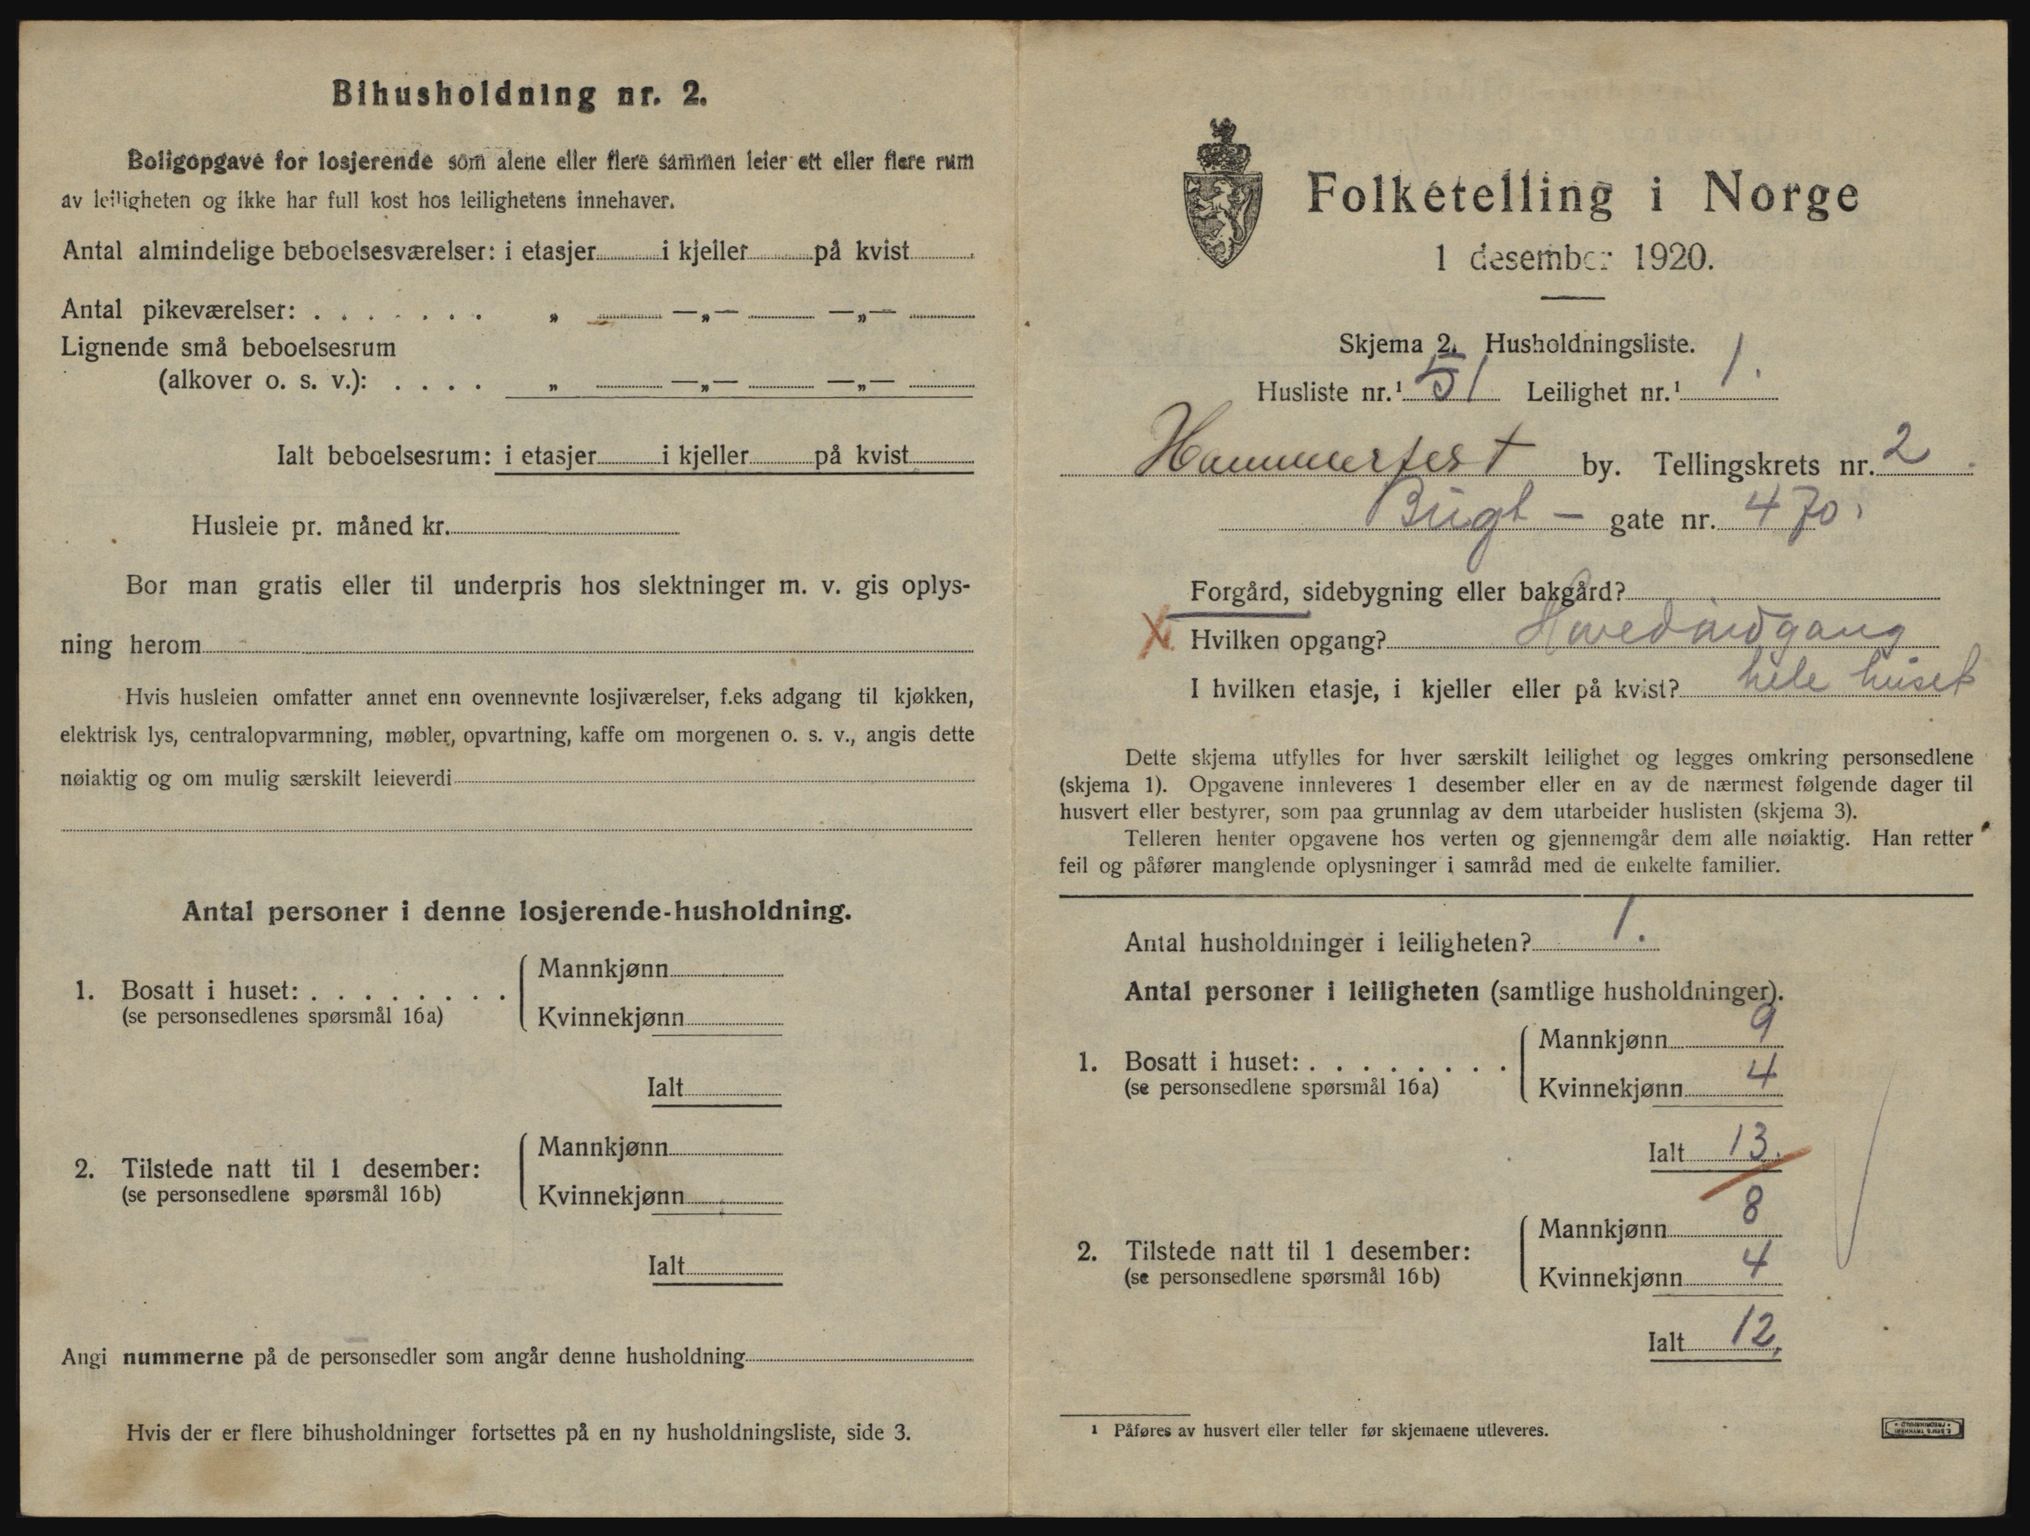 Bihusholdning nr. 2.
Boligopgave for losjerende som alene eller flere sammen leier ett eller flere rum
av leiligheten og ikke har full kost hos leilighetens innehaver.
Antal almindelige beboelsesværelser: i etasjer i kjeller på kvist
Antal pikeværelser: . . . . . . . „ —„— —„—
Lignende små beboelsesrum
(alkover o. s. v.): . . . . „ —„— —„—
Ialt beboelsesrum: i etasjer i kjeller på kvist
Husleie pr. måned kr.
Bor man gratis eller til underpris hos slektninger m. v. gis oplys-
ning herom
Hvis husleien omfatter annet enn ovennevnte losjiværelser, f.eks adgang til kjøkken,
elektrisk lys, centralopvarmning, møbler, opvartning, kaffe om morgenen o. s. v., angis dette
nøiaktig og om mulig særskilt leieverdi
Antal personer i denne losjerende-husholdning.
1. Bosatt i huset: . . . . . . . .
(se personsedlenes spørsmål 16a)
Mannkjønn
Kvinnekjønn
Ialt
2. Tilstede natt til 1 desember:
(se personsedlene spørsmål 16b)
Mannkjønn
Kvinnekjønn
Ialt
Angi nummerne på de personsedler som angår denne husholdning
Hvis der er flere bihusholdninger fortsettes på en ny husholdningsliste, side 3.
Folketelling i Norge
1 desember 1920.
Skjema 2. Husholdningsliste.
Husliste nr.¹ 51 Leilighet nr.¹ 1.
Hammerfest by. Tellingskrets nr. 2
Bugt — gate nr. 470.
Forgård, sidebygning eller bakgård?
X Hvilken opgang? Hovedindgang
I hvilken etasje, i kjeller eller på kvist? hele huset
Dette skjema utfylles for hver særskilt leilighet og legges omkring personsedlene
(skjema 1). Opgavene innleveres 1 desember eller en av de nærmest følgende dager til
husvert eller bestyrer, som paa grunnlag av dem utarbeider huslisten (skjema 3).
Telleren henter opgavene hos verten og gjennemgår dem alle nøiaktig. Han retter
feil og påfører manglende oplysninger i samråd med de enkelte familier.
Antal husholdninger i leiligheten? 1.
Antal personer i leiligheten (samtlige husholdninger).
1. Bosatt i huset: . . . . . . . .
(se personsedlene spørsmål 16a)
Mannkjønn 9
Kvinnekjønn 4
Ialt 13.
2. Tilstede natt til 1 desember:
(se personsedlene spørsmål 16b)
Mannkjønn 8
Kvinnekjønn 4
Ialt 12.
¹ Påføres av husvert eller teller før skjemaene utleveres.